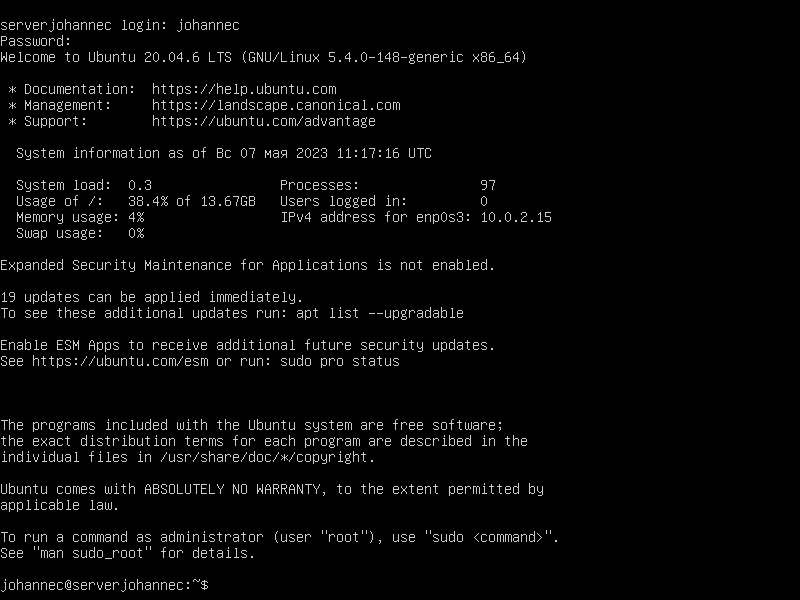 serverjohannec login: johannec
Password:
Welcome to Ubuntu 20.04.6 LTS (GNU/Linux 5.4.0-148-generic x86_64)
* Documentation:  https://help.ubuntu.com
* Management:     https://landscape.canonical.com
* Support:        https://ubuntu.com/advantage
System information as of Вс 07 мая 2023 11:17:16 UTC
System load:  0.3                Processes:               97
Usage of /:   38.4% of 13.67GB   Users logged in:         0
Memory usage: 4%                 IPv4 address for enp0s3: 10.0.2.15
Swap usage:   0%
Expanded Security Maintenance for Applications is not enabled.
19 updates can be applied immediately.
To see these additional updates run: apt list --upgradable
Enable ESM Apps to receive additional future security updates.
See https://ubuntu.com/esm or run: sudo pro status
The programs included with the Ubuntu system are free software;
the exact distribution terms for each program are described in the
individual files in /usr/share/doc/*/copyright.
Ubuntu comes with ABSOLUTELY NO WARRANTY, to the extent permitted by
applicable law.
To run a command as administrator (user "root"), use "sudo <command>".
See "man sudo_root" for details.
johannec@serverjohannec:~$